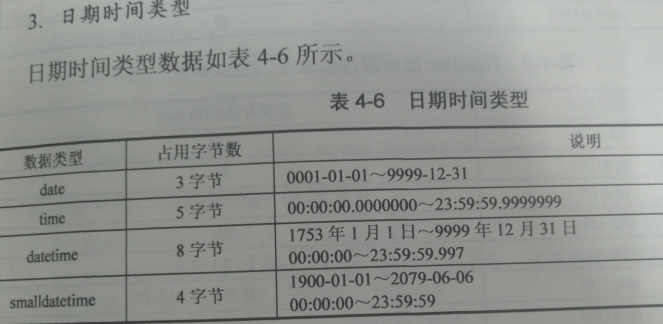 3. 日期时间类型
日期时间类型数据如表 4-6 所示。
表 4-6 日期时间类型
数据类型 占用字节数 说明
date 3 字节 0001-01-01～9999-12-31
time 5 字节 00:00:00.0000000～23:59:59.9999999
datetime 8 字节 1753 年 1 月 1 日～9999 年 12 月 31 日
00:00:00～23:59:59.997
smalldatetime 4 字节 1900-01-01～2079-06-06
00:00:00～23:59:59